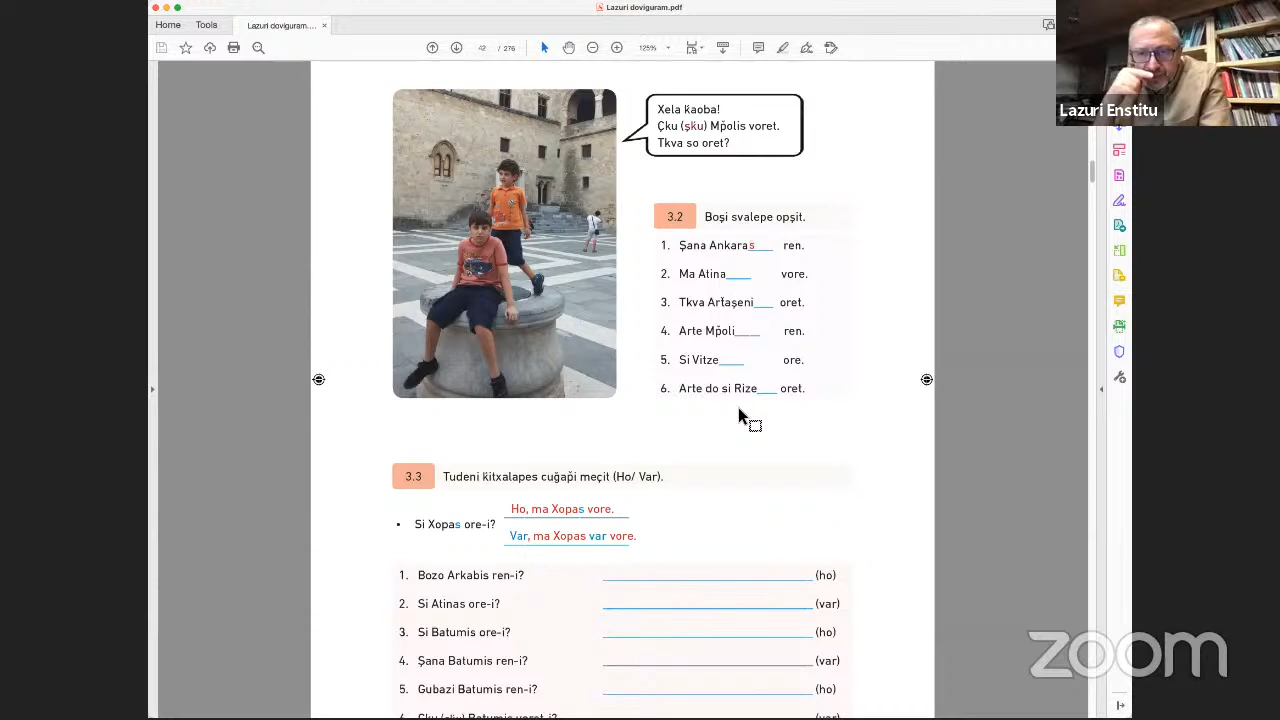 Lazuri doviguram.pdf
Home Tools Lazuri doviguram....
42 / 276 125%
Lazuri Enstitu
Xela ǩaoba!
Çku (şku) Mp̌olis voret.
Tkva so oret?
3.2 Boşi svalepe opşit.
1. Şana Ankaras___ ren.
2. Ma Atina___ vore.
3. Tkva Art̆aşeni___ oret.
4. Arte Mp̌oli___ ren.
5. Si Vitze___ ore.
6. Arte do si Rize___ oret.
3.3 Tudeni ǩitxalapes cuğap̌i meçit (Ho/ Var).
• Si Xopas ore-i? Ho, ma Xopas vore.
Var, ma Xopas var vore.
1. Bozo Arkabis ren-i? (ho)
2. Si Atinas ore-i? (var)
3. Si Batumis ore-i? (ho)
4. Şana Batumis ren-i? (var)
5. Gubazi Batumis ren-i? (ho)
zoom